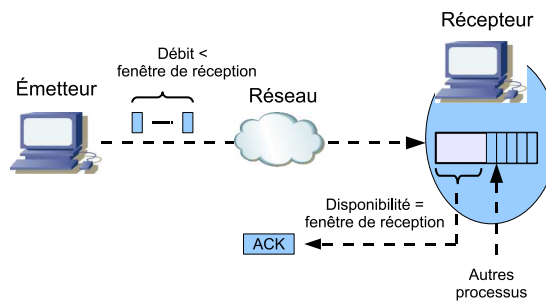 Récepteur
Débit <
fenêtre de réception
Émetteur
Réseau
Disponibilité =
fenêtre de réception
ACK
Autres
processus